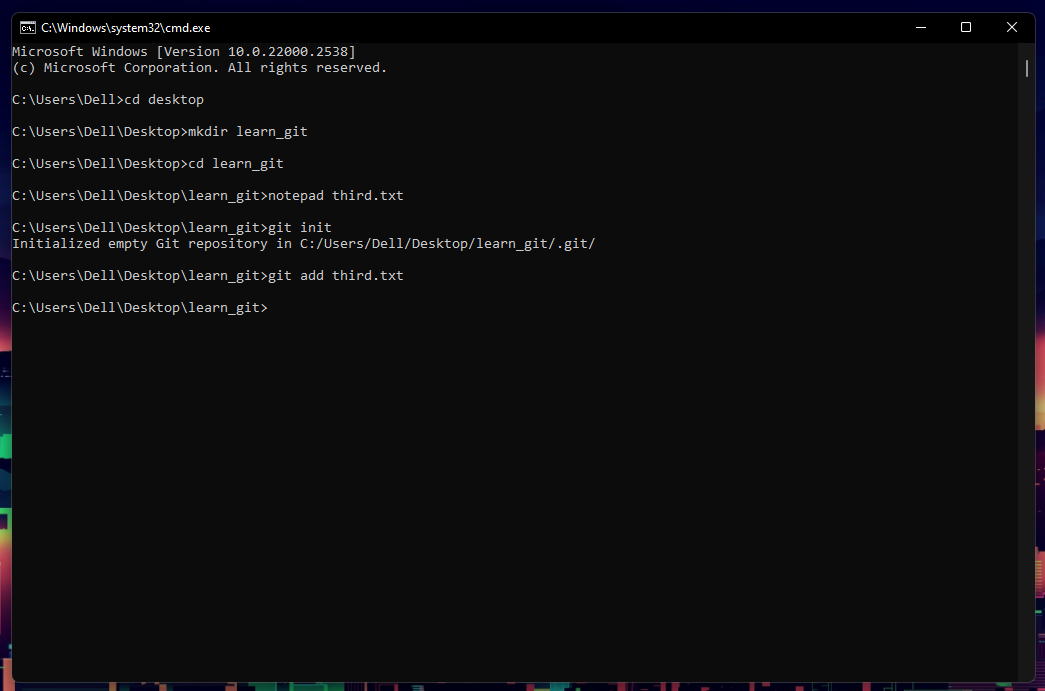 C:\Windows\system32\cmd.exe
Microsoft Windows [Version 10.0.22000.2538]
(c) Microsoft Corporation. All rights reserved.
C:\Users\Dell>cd desktop
C:\Users\Dell\Desktop>mkdir learn_git
C:\Users\Dell\Desktop>cd learn_git
C:\Users\Dell\Desktop\learn_git>notepad third.txt
C:\Users\Dell\Desktop\learn_git>git init
Initialized empty Git repository in C:/Users/Dell/Desktop/learn_git/.git/
C:\Users\Dell\Desktop\learn_git>git add third.txt
C:\Users\Dell\Desktop\learn_git>